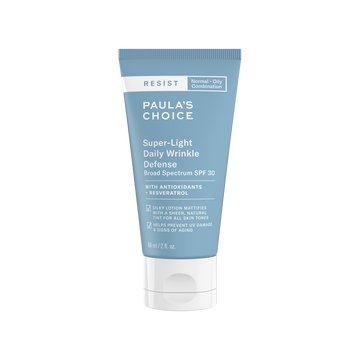 RESIST
Normal - Oily
Combination
PAULA'S
CHOICE
Super-Light
Daily Wrinkle
Defense
Broad Spectrum SPF 30
WITH ANTIOXIDANTS
+ RESVERATROL
SILKY LOTION MATTIFIES
WITH A SHEER, NATURAL
TINT FOR ALL SKIN TONES
HELPS PREVENT UV DAMAGE
& SIGNS OF AGING
60 ml / 2 fl. oz.